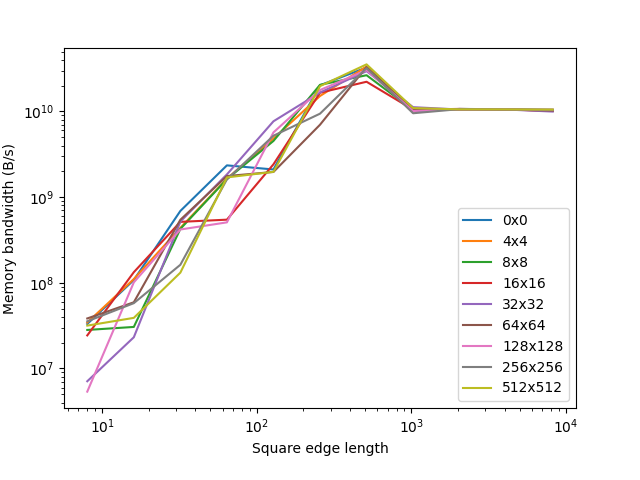 Memory bandwidth (B/s)
10^10
10^9
10^8
10^7
10^1
10^2
10^3
10^4
Square edge length
0x0
4x4
8x8
16x16
32x32
64x64
128x128
256x256
512x512